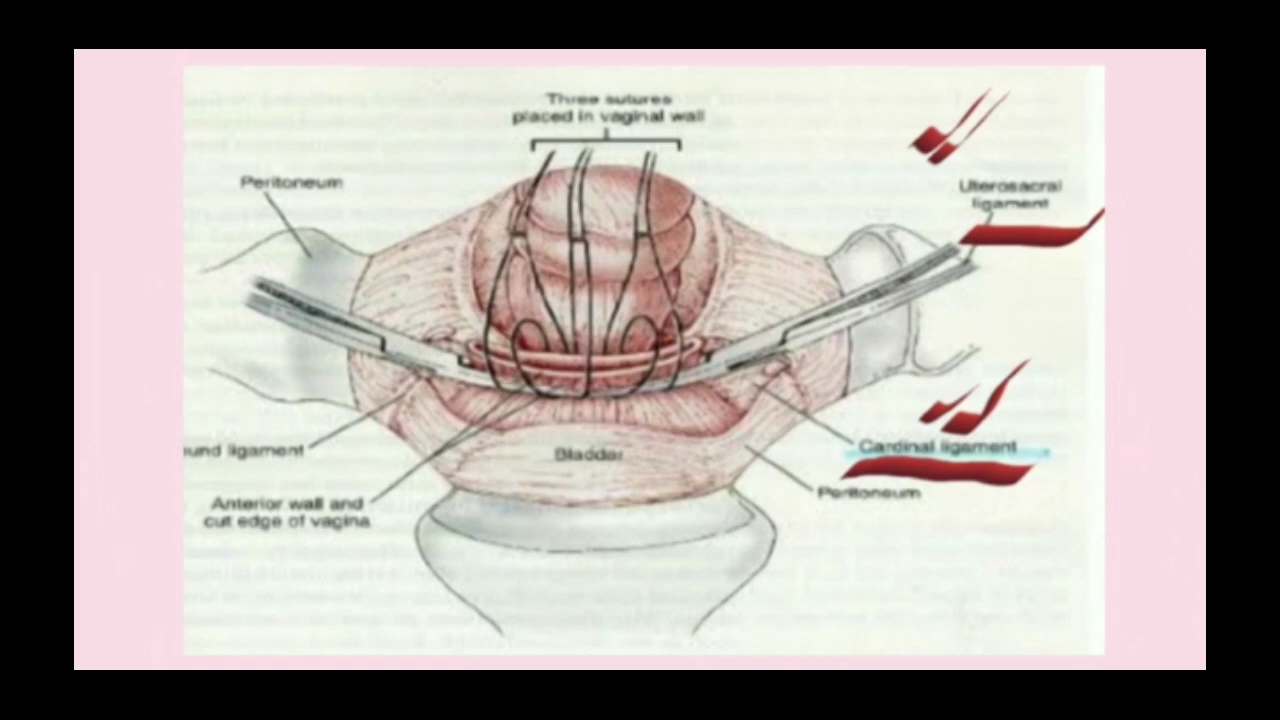 Three sutures
placed in vaginal wall
Peritoneum
Uterosacral
ligament
und ligament
Cardinal ligament
Bladder
Peritoneum
Anterior wall and
cut edge of vagina